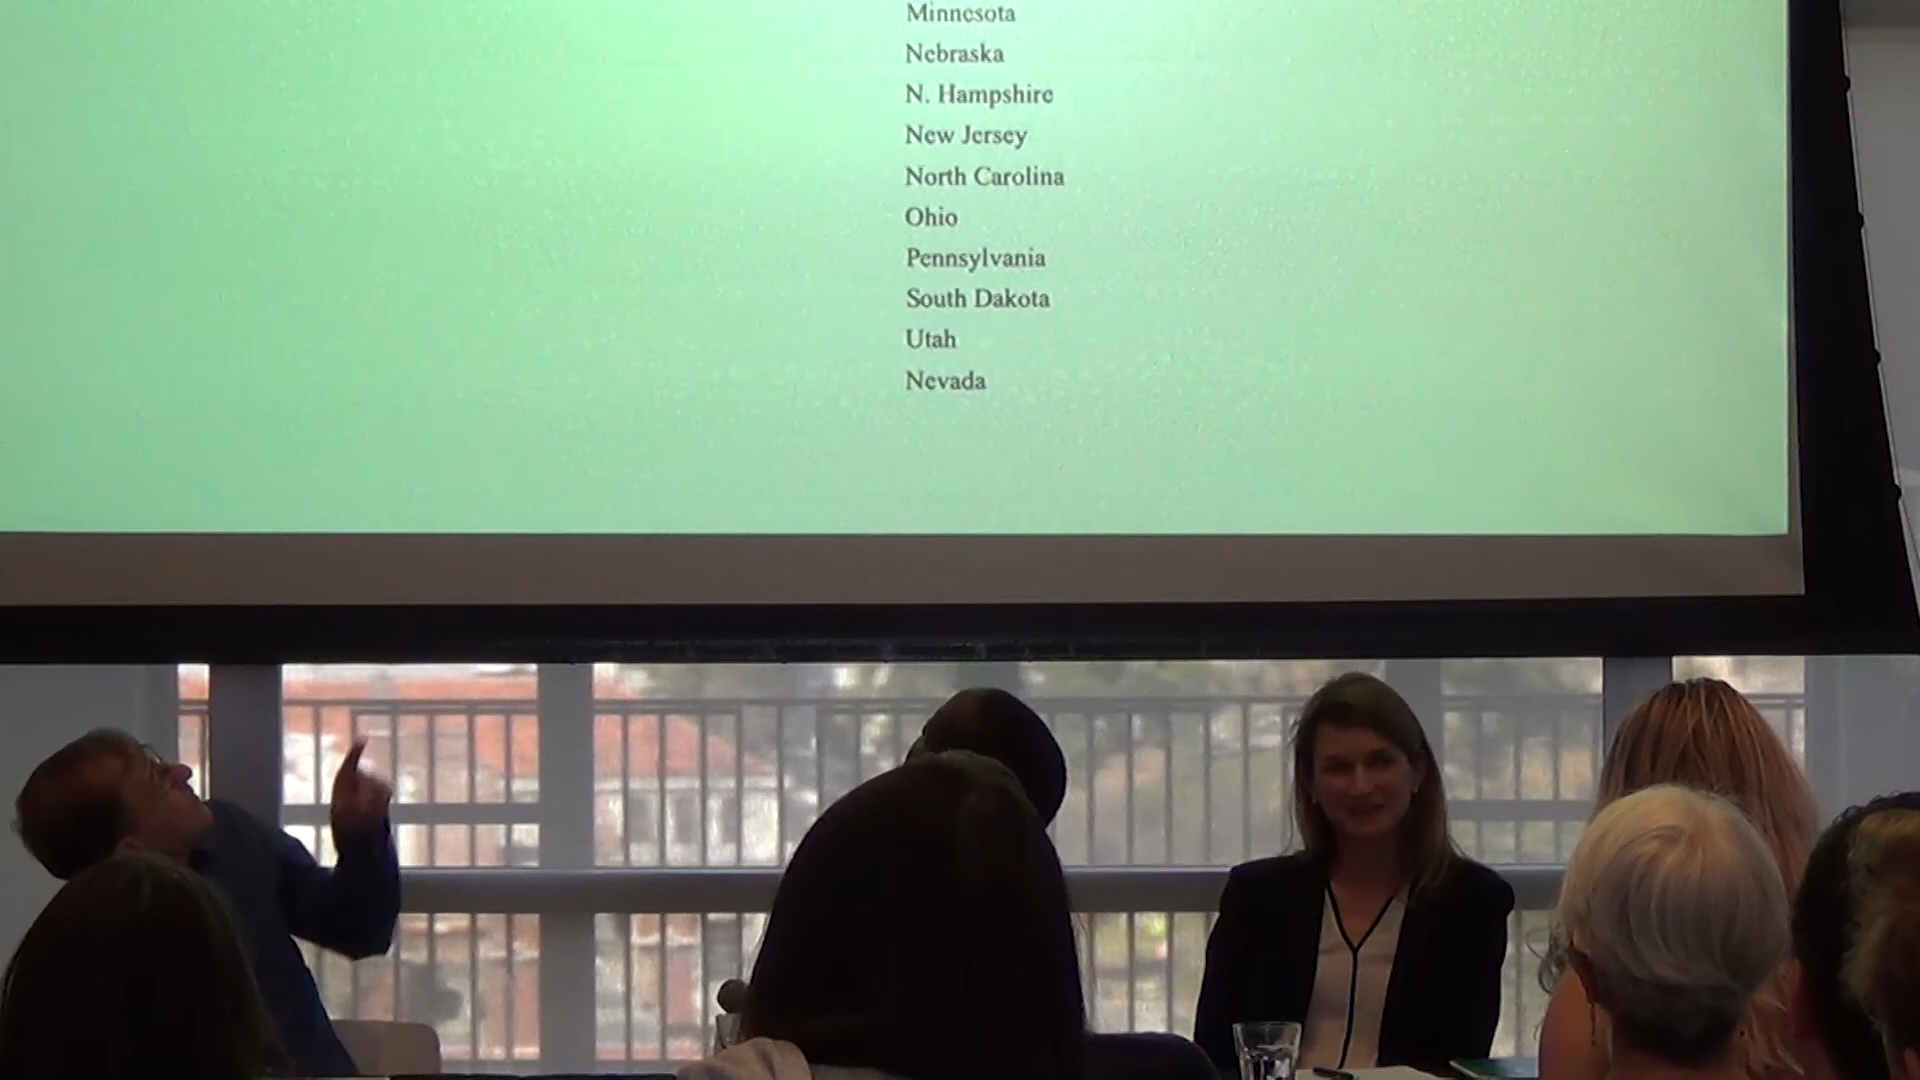 Minnesota
Nebraska
N. Hampshire
New Jersey
North Carolina
Ohio
Pennsylvania
South Dakota
Utah
Nevada